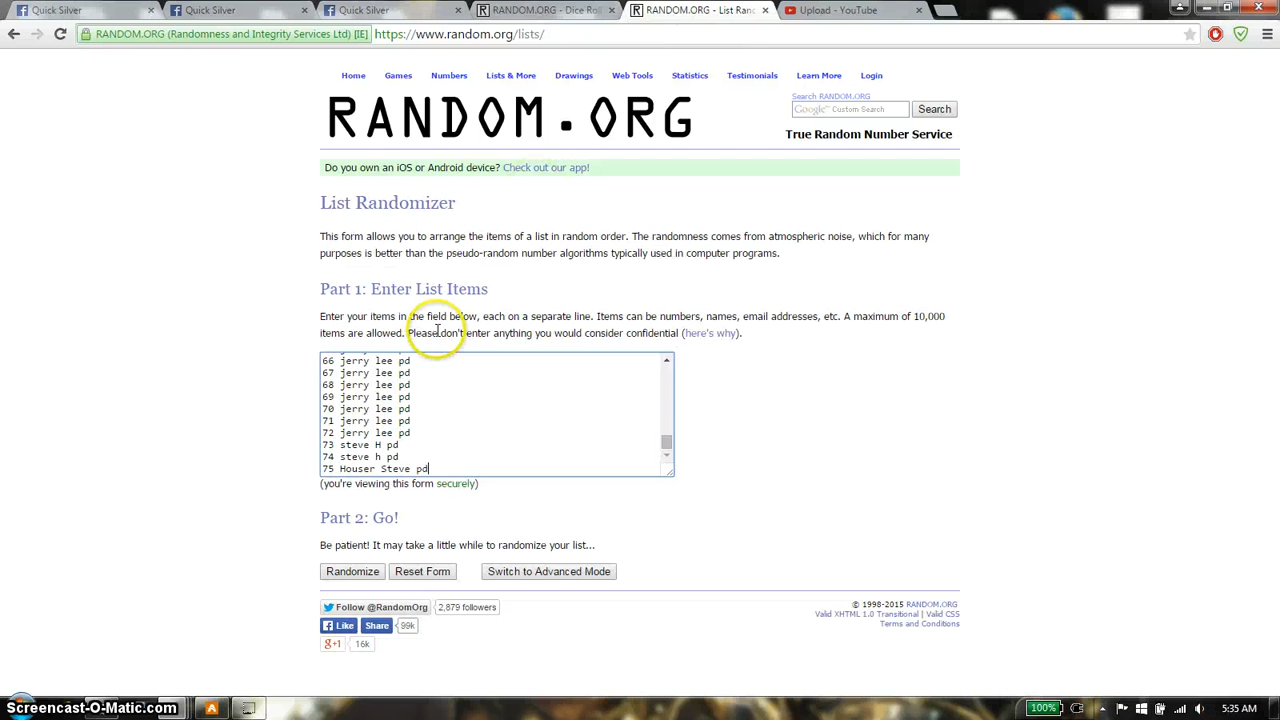 Quick Silver
Quick Silver
Quick Silver
RANDOM.ORG - Dice Roll
RANDOM.ORG - List Rand
Upload - YouTube
RANDOM.ORG (Randomness and Integrity Services Ltd) [IE]
https://www.random.org/lists/
Home Games Numbers Lists & More Drawings Web Tools Statistics Testimonials Learn More Login
RANDOM.ORG
Search RANDOM.ORG
Google™ Custom Search
Search
True Random Number Service
Do you own an iOS or Android device? Check out our app!
List Randomizer
This form allows you to arrange the items of a list in random order. The randomness comes from atmospheric noise, which for many
purposes is better than the pseudo-random number algorithms typically used in computer programs.
Part 1: Enter List Items
Enter your items in the field below, each on a separate line. Items can be numbers, names, email addresses, etc. A maximum of 10,000
items are allowed. Please don't enter anything you would consider confidential (here's why).
66 jerry lee pd
67 jerry lee pd
68 jerry lee pd
69 jerry lee pd
70 jerry lee pd
71 jerry lee pd
72 jerry lee pd
73 steve H pd
74 steve h pd
75 Houser Steve pd
(you're viewing this form securely)
Part 2: Go!
Be patient! It may take a little while to randomize your list...
Randomize Reset Form Switch to Advanced Mode
Follow @RandomOrg 2,879 followers
Like Share 99k
g+1 16k
© 1998-2015 RANDOM.ORG
Valid XHTML 1.0 Transitional | Valid CSS
Terms and Conditions
Screencast-O-Matic.com
100%
5:35 AM